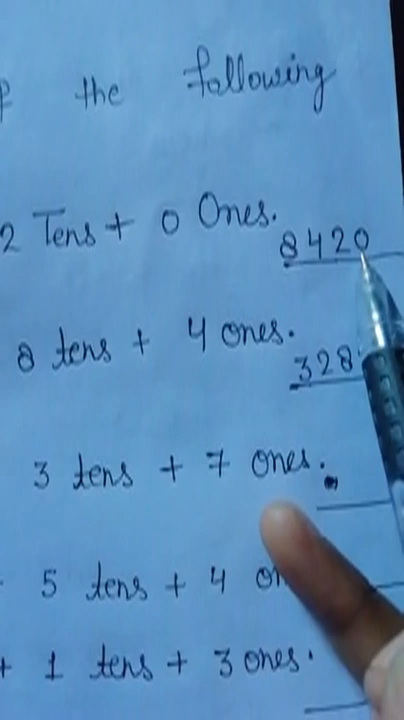 the following
2 Tens + 0 Ones. 8420
8 tens + 4 ones. 328
3 tens + 7 ones.
5 tens + 4
+ 1 tens + 3 ones.